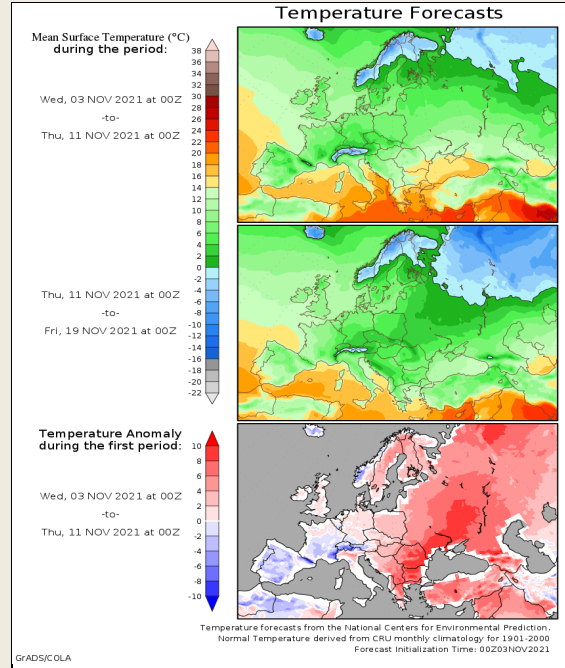 Temperature Forecasts
Mean Surface Temperature (°C)
during the period:
Wed, 03 NOV 2021 at 00Z
-to-
Thu, 11 NOV 2021 at 00Z
38
36
34
32
30
28
26
24
22
20
18
16
14
12
10
8
6
4
2
0
-2
-4
-6
-8
-10
-12
-14
-16
-18
-20
-22
Thu, 11 NOV 2021 at 00Z
-to-
Fri, 19 NOV 2021 at 00Z
Temperature Anomaly
during the first period:
Wed, 03 NOV 2021 at 00Z
-to-
Thu, 11 NOV 2021 at 00Z
10
8
6
4
2
0
-2
-4
-6
-8
-10
Temperature forecasts from the National Centers for Environmental Prediction.
Normal Temperature derived from CRU monthly climatology for 1901-2000
Forecast Initialization Time: 00Z03NOV2021
GrADS/COLA